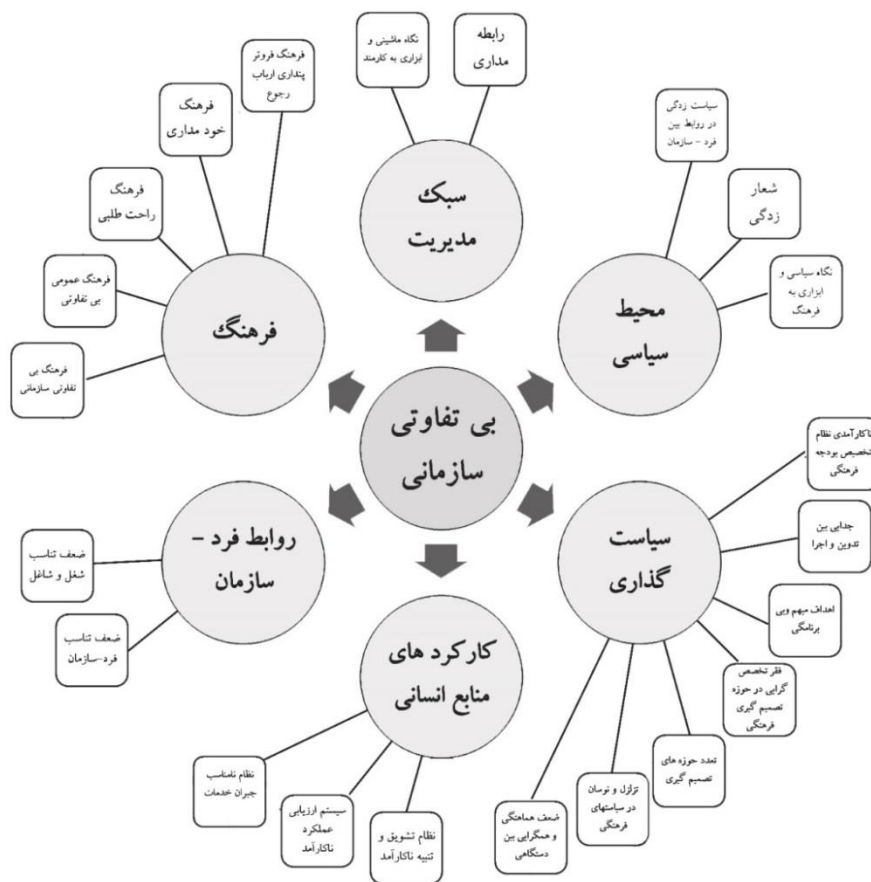 رابطه
مداری
نگاه ماشینی و
ابزاری به کارمند
سبک
مدیریت
سیاست زدگی
در روابط بین
فرد - سازمان
شعار
زدگی
نگاه سیاسی و
ابزاری به
فرهنگ
محیط
سیاسی
فرهنگ فروتر
پنداری ارباب
رجوع
فرهنگ
خود مداری
فرهنگ
راحت طلبی
فرهنگ عمومی
بی تفاوتی
فرهنگ بی
تفاوتی سازمانی
فرهنگ
بی تفاوتی
سازمانی
ناکارآمدی نظام
تخصیص بودجه
فرهنگی
جدایی بین
تدوین و اجرا
اهداف مبهم وبی
برنامگی
فقر تخصص
گرایی در حوزه
تصمیم گیری
فرهنگی
تعدد حوزه های
تصمیم گیری
تزلزل و نوسان
در سیاستهای
فرهنگی
ضعف هماهنگی
و همگرایی بین
دستگاهی
سیاست
گذاری
روابط فرد -
سازمان
ضعف تناسب
شغل و شاغل
ضعف تناسب
فرد-سازمان
کارکرد های
منابع انسانی
نظام نامناسب
جبران خدمات
سیستم ارزیابی
عملکرد
ناکارآمد
نظام تشویق و
تنبیه ناکارآمد